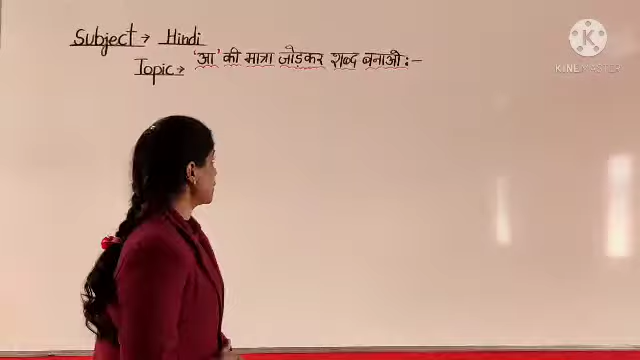 Subject → Hindi
Topic → 'आ' की मात्रा जोड़कर शब्द बनाओ :-
K
KINEMASTER